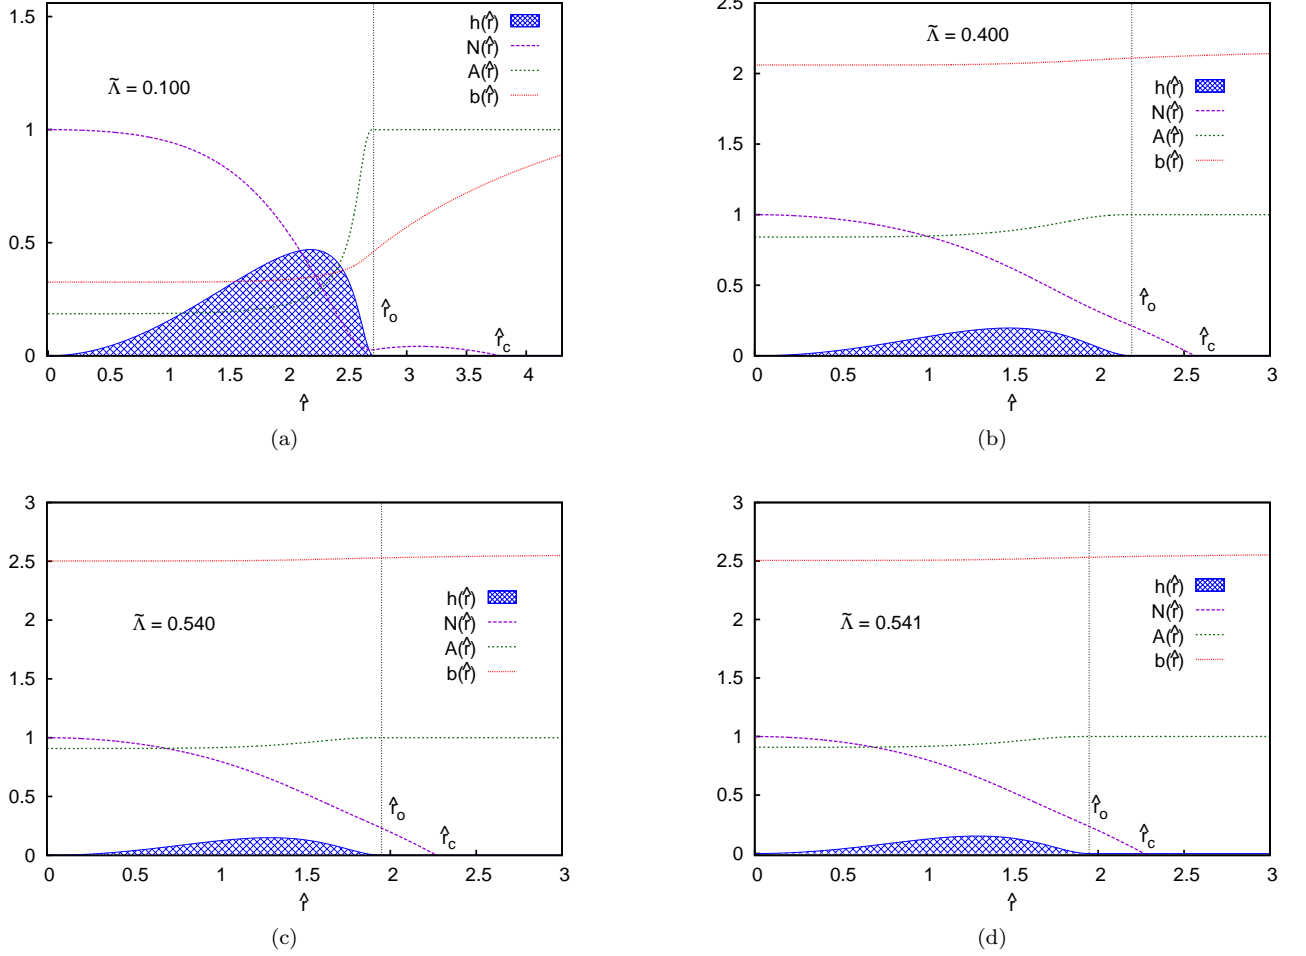 1.5
1
0.5
0
0 0.5 1 1.5 2 2.5 3 3.5 4
Λ̃ = 0.100
h(r̂)
N(r̂)
A(r̂)
b(r̂)
r̂o
r̂c
r̂
(a)
2.5
2
1.5
1
0.5
0
0 0.5 1 1.5 2 2.5 3
Λ̃ = 0.400
h(r̂)
N(r̂)
A(r̂)
b(r̂)
r̂o
r̂c
r̂
(b)
3
2.5
2
1.5
1
0.5
0
0 0.5 1 1.5 2 2.5 3
Λ̃ = 0.540
h(r̂)
N(r̂)
A(r̂)
b(r̂)
r̂o
r̂c
r̂
(c)
3
2.5
2
1.5
1
0.5
0
0 0.5 1 1.5 2 2.5 3
Λ̃ = 0.541
h(r̂)
N(r̂)
A(r̂)
b(r̂)
r̂o
r̂c
r̂
(d)